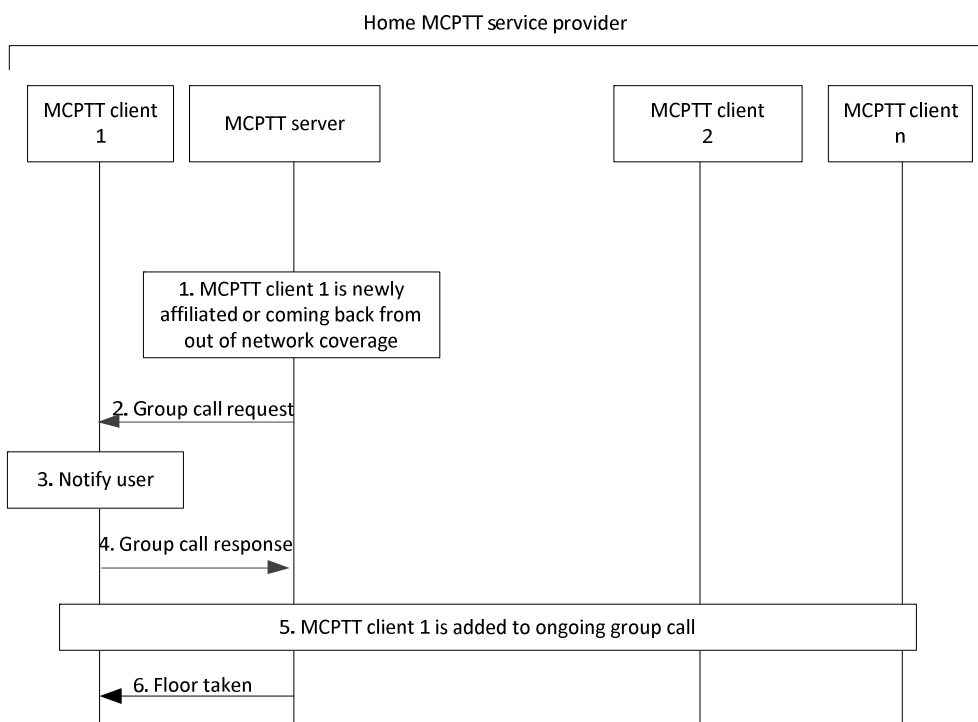 Home MCPTT service provider
MCPTT client
1
MCPTT server
MCPTT client
2
MCPTT client
n
1. MCPTT client 1 is newly
affiliated or coming back from
out of network coverage
2. Group call request
3. Notify user
4. Group call response
5. MCPTT client 1 is added to ongoing group call
6. Floor taken